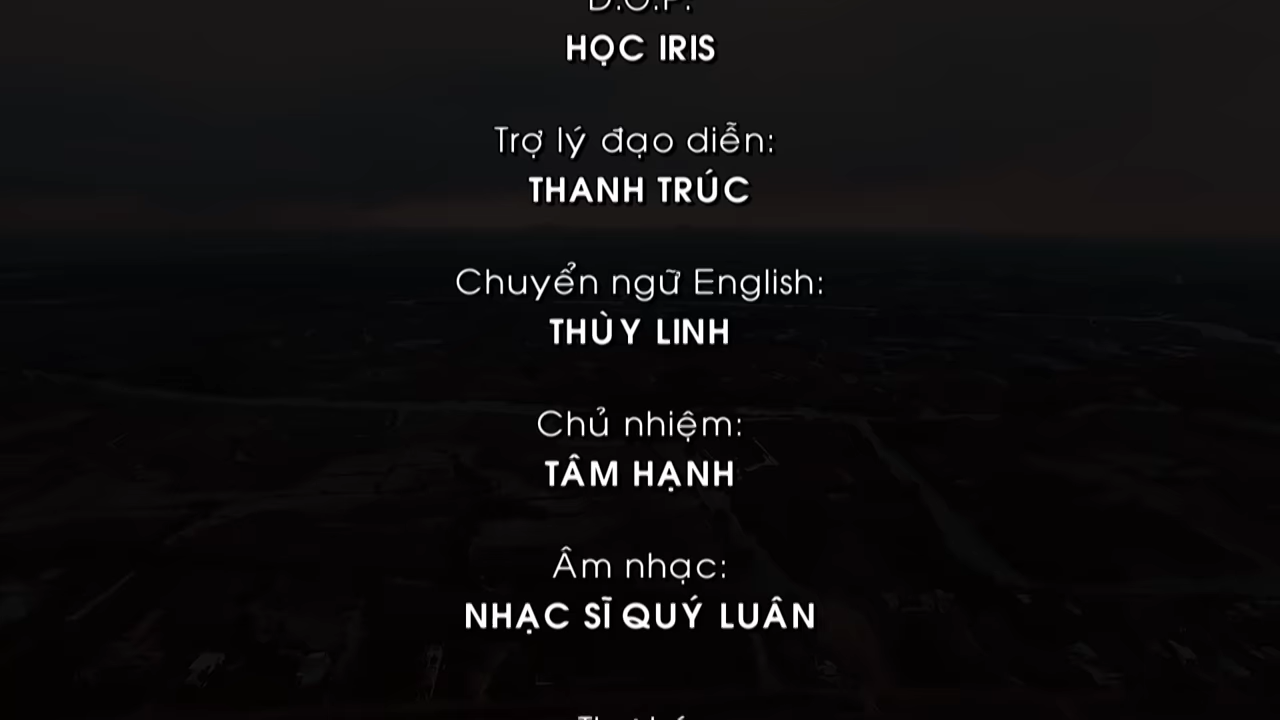 D.O.P:
HỌC IRIS
Trợ lý đạo diễn:
THANH TRÚC
Chuyển ngữ English:
THÙY LINH
Chủ nhiệm:
TÂM HẠNH
Âm nhạc:
NHẠC SĨ QUÝ LUÂN